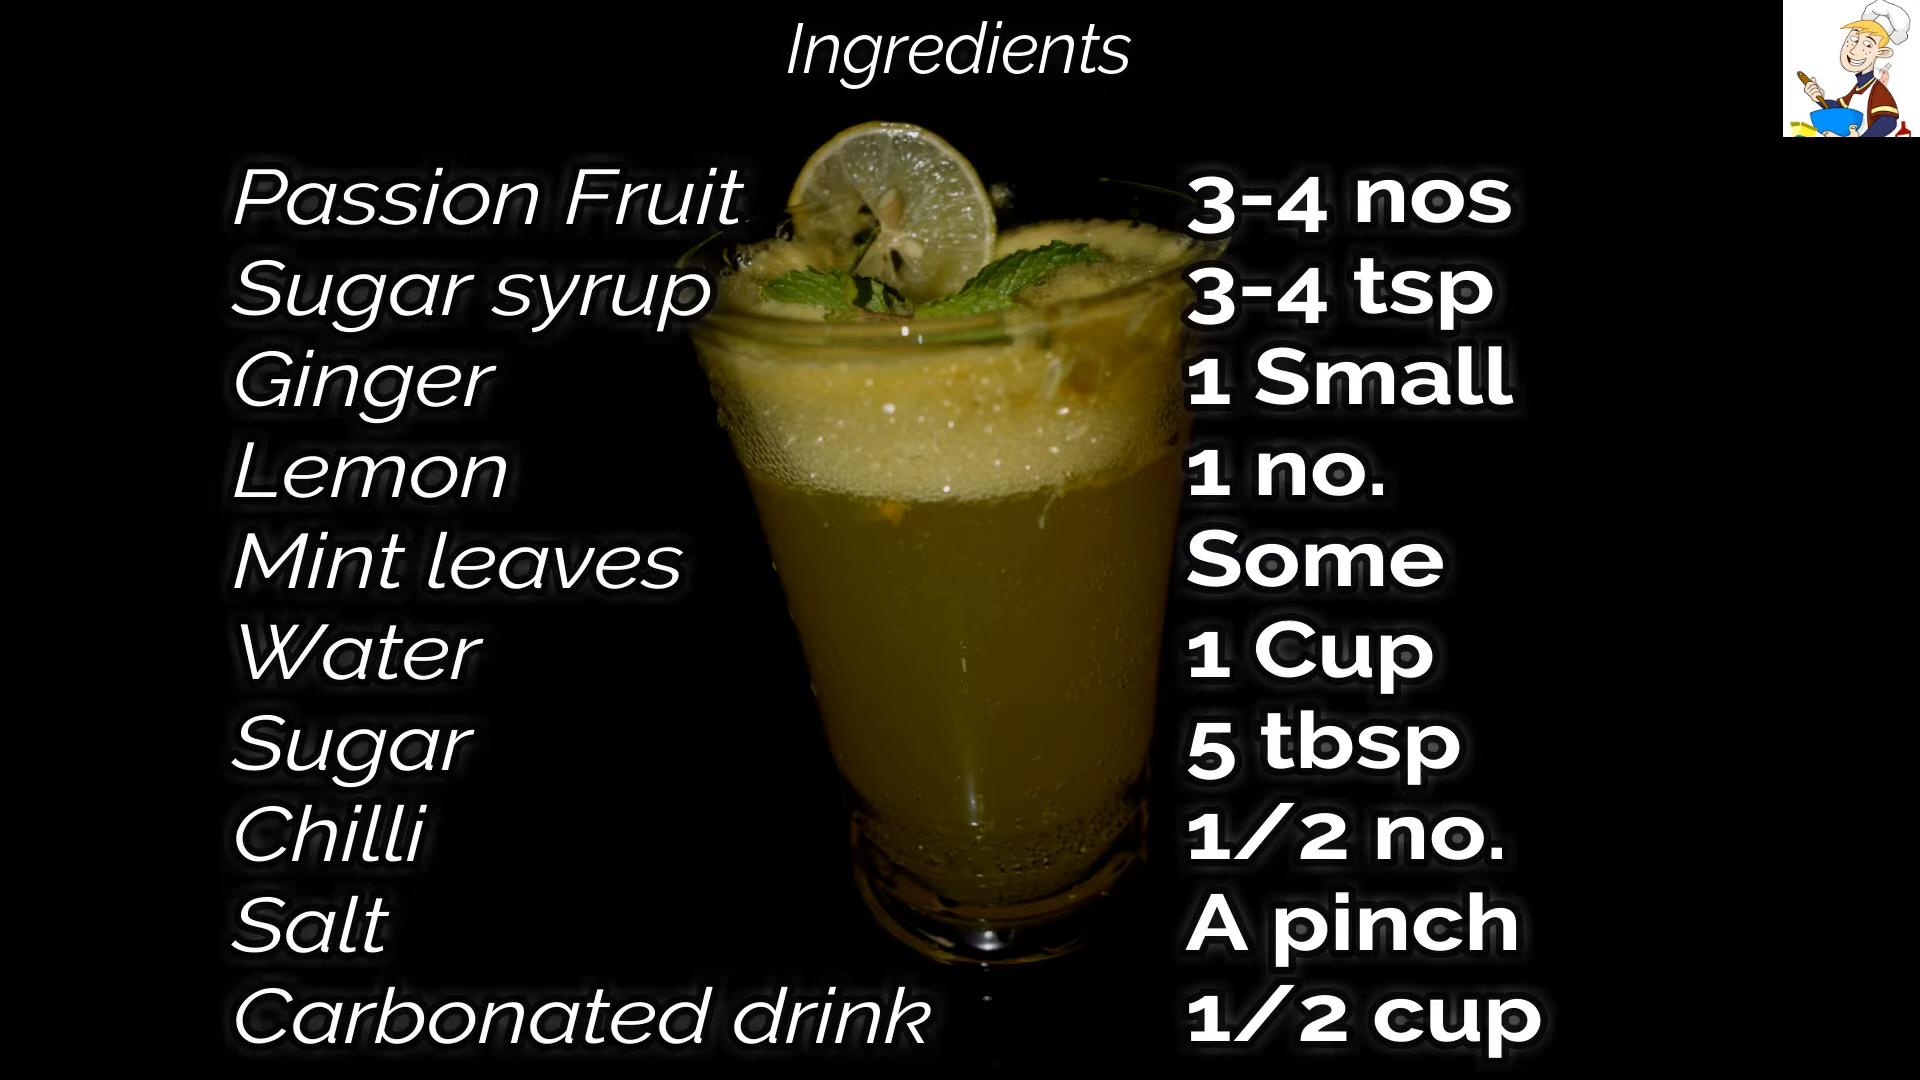 Ingredients
Passion Fruit 3-4 nos
Sugar syrup 3-4 tsp
Ginger 1 Small
Lemon 1 no.
Mint leaves Some
Water 1 Cup
Sugar 5 tbsp
Chilli 1/2 no.
Salt A pinch
Carbonated drink 1/2 cup